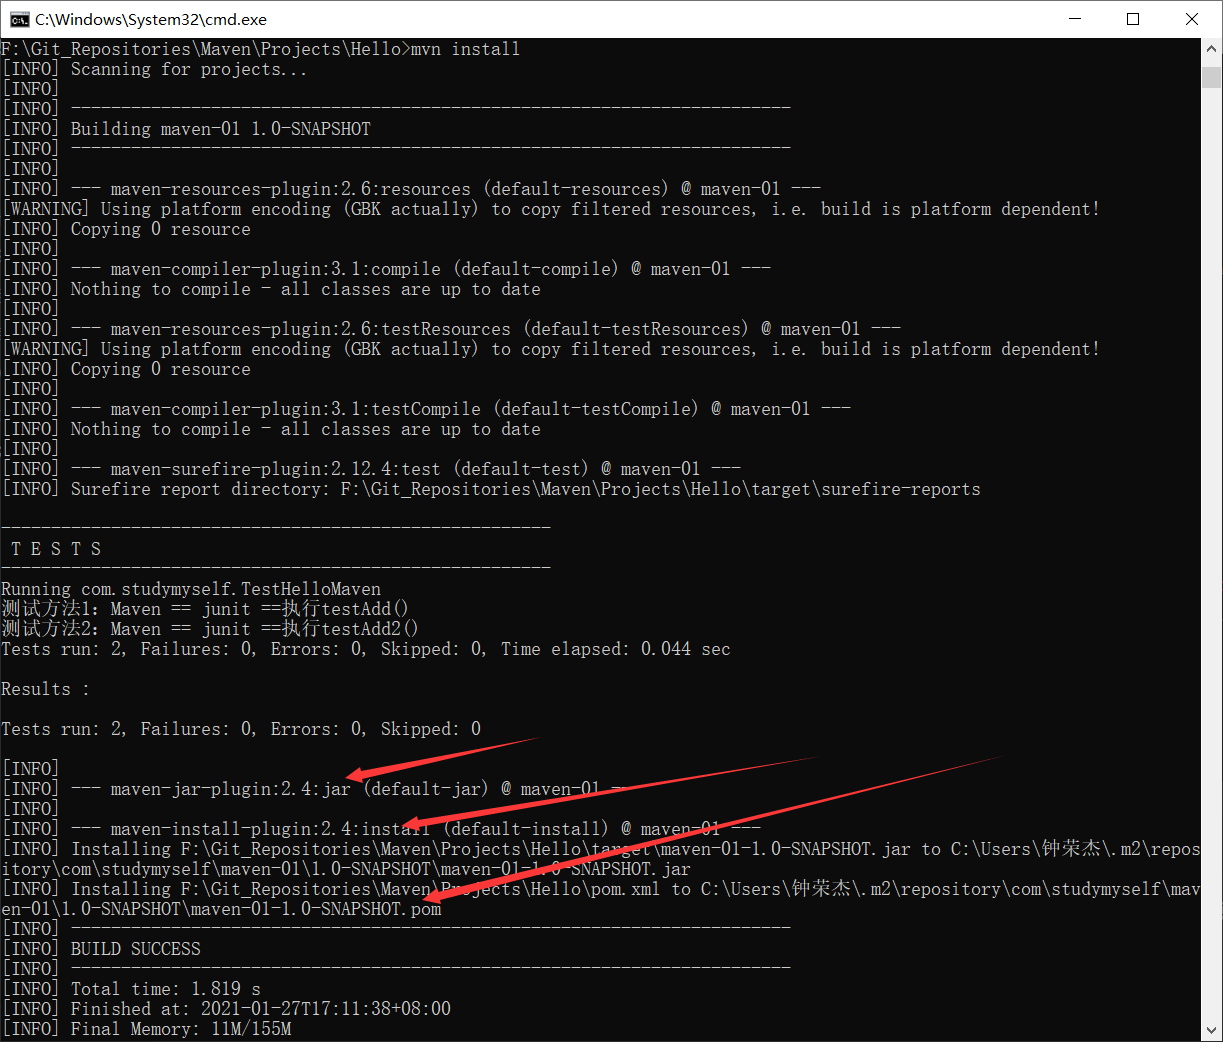 C:\Windows\System32\cmd.exe
F:\Git_Repositories\Maven\Projects\Hello>mvn install
[INFO] Scanning for projects...
[INFO]
[INFO] ------------------------------------------------------------------------
[INFO] Building maven-01 1.0-SNAPSHOT
[INFO] ------------------------------------------------------------------------
[INFO]
[INFO] --- maven-resources-plugin:2.6:resources (default-resources) @ maven-01 ---
[WARNING] Using platform encoding (GBK actually) to copy filtered resources, i.e. build is platform dependent!
[INFO] Copying 0 resource
[INFO]
[INFO] --- maven-compiler-plugin:3.1:compile (default-compile) @ maven-01 ---
[INFO] Nothing to compile - all classes are up to date
[INFO]
[INFO] --- maven-resources-plugin:2.6:testResources (default-testResources) @ maven-01 ---
[WARNING] Using platform encoding (GBK actually) to copy filtered resources, i.e. build is platform dependent!
[INFO] Copying 0 resource
[INFO]
[INFO] --- maven-compiler-plugin:3.1:testCompile (default-testCompile) @ maven-01 ---
[INFO] Nothing to compile - all classes are up to date
[INFO]
[INFO] --- maven-surefire-plugin:2.12.4:test (default-test) @ maven-01 ---
[INFO] Surefire report directory: F:\Git_Repositories\Maven\Projects\Hello\target\surefire-reports
-------------------------------------------------------
T E S T S
-------------------------------------------------------
Running com.studymyself.TestHelloMaven
测试方法1: Maven == junit ==执行testAdd()
测试方法2: Maven == junit ==执行testAdd2()
Tests run: 2, Failures: 0, Errors: 0, Skipped: 0, Time elapsed: 0.044 sec
Results :
Tests run: 2, Failures: 0, Errors: 0, Skipped: 0
[INFO]
[INFO] --- maven-jar-plugin:2.4:jar (default-jar) @ maven-01 ---
[INFO]
[INFO] --- maven-install-plugin:2.4:install (default-install) @ maven-01 ---
[INFO] Installing F:\Git_Repositories\Maven\Projects\Hello\target\maven-01-1.0-SNAPSHOT.jar to C:\Users\钟荣杰\.m2\repos
itory\com\studymyself\maven-01\1.0-SNAPSHOT\maven-01-1.0-SNAPSHOT.jar
[INFO] Installing F:\Git_Repositories\Maven\Projects\Hello\pom.xml to C:\Users\钟荣杰\.m2\repository\com\studymyself\mav
en-01\1.0-SNAPSHOT\maven-01-1.0-SNAPSHOT.pom
[INFO] ------------------------------------------------------------------------
[INFO] BUILD SUCCESS
[INFO] ------------------------------------------------------------------------
[INFO] Total time: 1.819 s
[INFO] Finished at: 2021-01-27T17:11:38+08:00
[INFO] Final Memory: 11M/155M